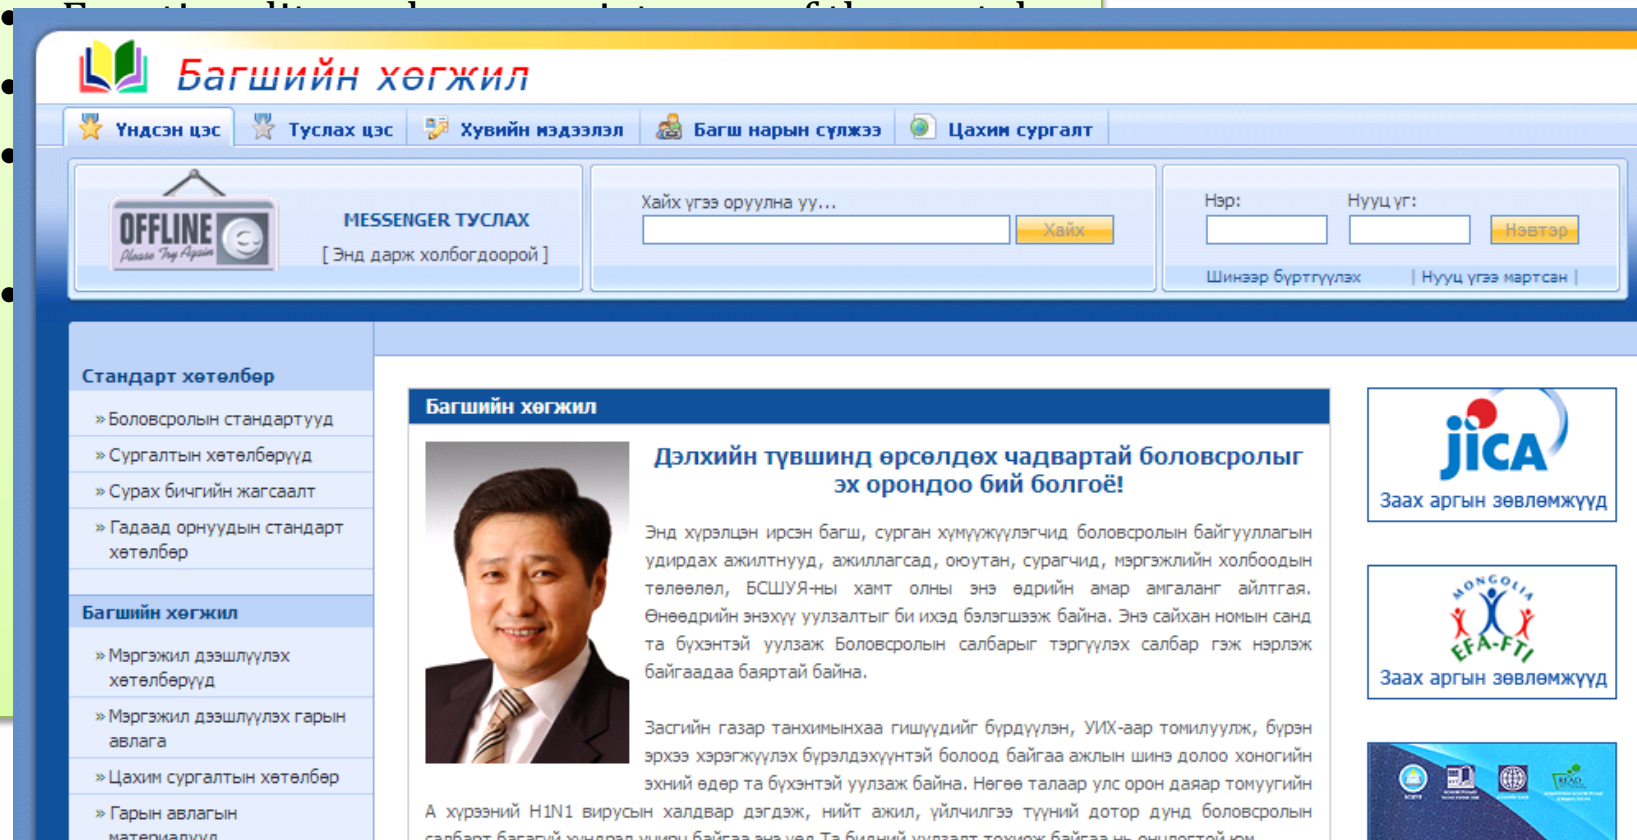 Багшийн хөгжил
Үндсэн цэс
Туслах цэс
Хувийн мэдээлэл
Багш нарын сүлжээ
Цахим сургалт
OFFLINE
Please Try Again
MESSENGER ТУСЛАХ
[ Энд дарж холбогдоорой ]
Хайх үгээ оруулна уу...
Хайх
Нэр:
Нууц үг:
Нэвтэр
Шинээр бүртгүүлэх | Нууц үгээ мартсан |
Стандарт хөтөлбөр
» Боловсролын стандартууд
» Сургалтын хөтөлбөрүүд
» Сурах бичгийн жагсаалт
» Гадаад орнуудын стандарт
хөтөлбөр
Багшийн хөгжил
» Мэргэжил дээшлүүлэх
хөтөлбөрүүд
» Мэргэжил дээшлүүлэх гарын
авлага
» Цахим сургалтын хөтөлбөр
» Гарын авлагын
материалууд
Багшийн хөгжил
Дэлхийн түвшинд өрсөлдөх чадвартай боловсролыг
эх орондоо бий болгоё!
Энд хүрэлцэн ирсэн багш, сурган хүмүүжүүлэгчид боловсролын байгууллагын
удирдах ажилтнууд, ажиллагсад, оюутан, сурагчид, мэргэжлийн холбоодын
төлөөлөл, БСШУЯ-ны хамт олны энэ өдрийн амар амгаланг айлтгая.
Өнөөдрийн энэхүү уулзалтыг би ихэд бэлэгшээж байна. Энэ сайхан номын санд
та бүхэнтэй уулзаж Боловсролын салбарыг тэргүүлэх салбар гэж нэрлэж
байгаадаа баяртай байна.
Засгийн газар танхимынхаа гишүүдийг бүрдүүлэн, УИХ-аар томилуулж, бүрэн
эрхээ хэрэгжүүлэх бүрэлдэхүүнтэй болоод байгаа ажлын шинэ долоо хоногийн
эхний өдөр та бүхэнтэй уулзаж байна. Нөгөө талаар улс орон даяар томуугийн
А хүрээний H1N1 вирусын халдвар дэгдэж, нийт ажил, үйлчилгээ түүний дотор дунд боловсролын
jica
Заах аргын зөвлөмжүүд
MONGOLIA
EFA-FTI
Заах аргын зөвлөмжүүд